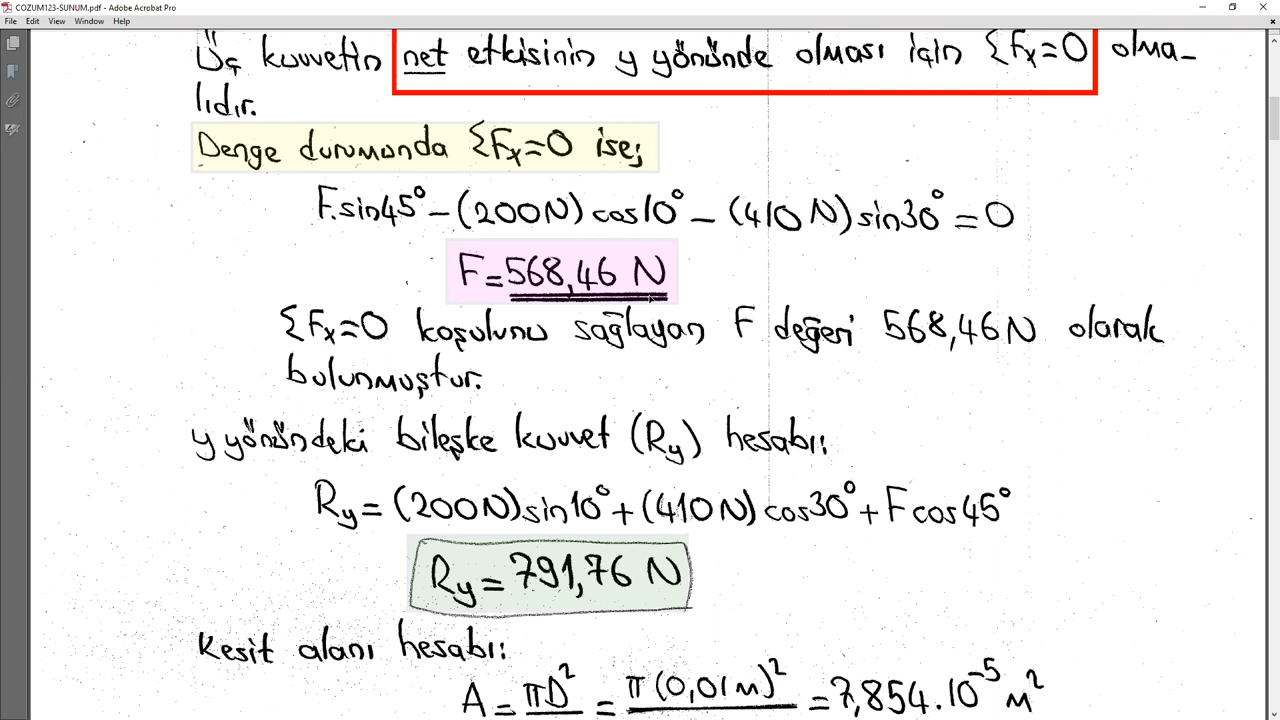 COZUM123-SUNUM.pdf - Adobe Acrobat Pro
File Edit View Window Help
Üç kuvvetin net etkisinin y yönünde olması için ΣFx=0 olma-
lıdır.
Denge durumunda ΣFx=0 ise;
F.sin45° - (200N) cos10° - (410 N) sin30° = 0
F = 568,46 N
ΣFx=0 koşulunu sağlayan F değeri 568,46N olarak
bulunmuştur.
y yönündeki bileşke kuvvet (Ry) hesabı:
Ry = (200N) sin10° + (410N) cos30° + F cos45°
Ry = 791,76 N
Kesit alanı hesabı:
A = πD² = π(0,01m)² = 7,854.10⁻⁵ m²